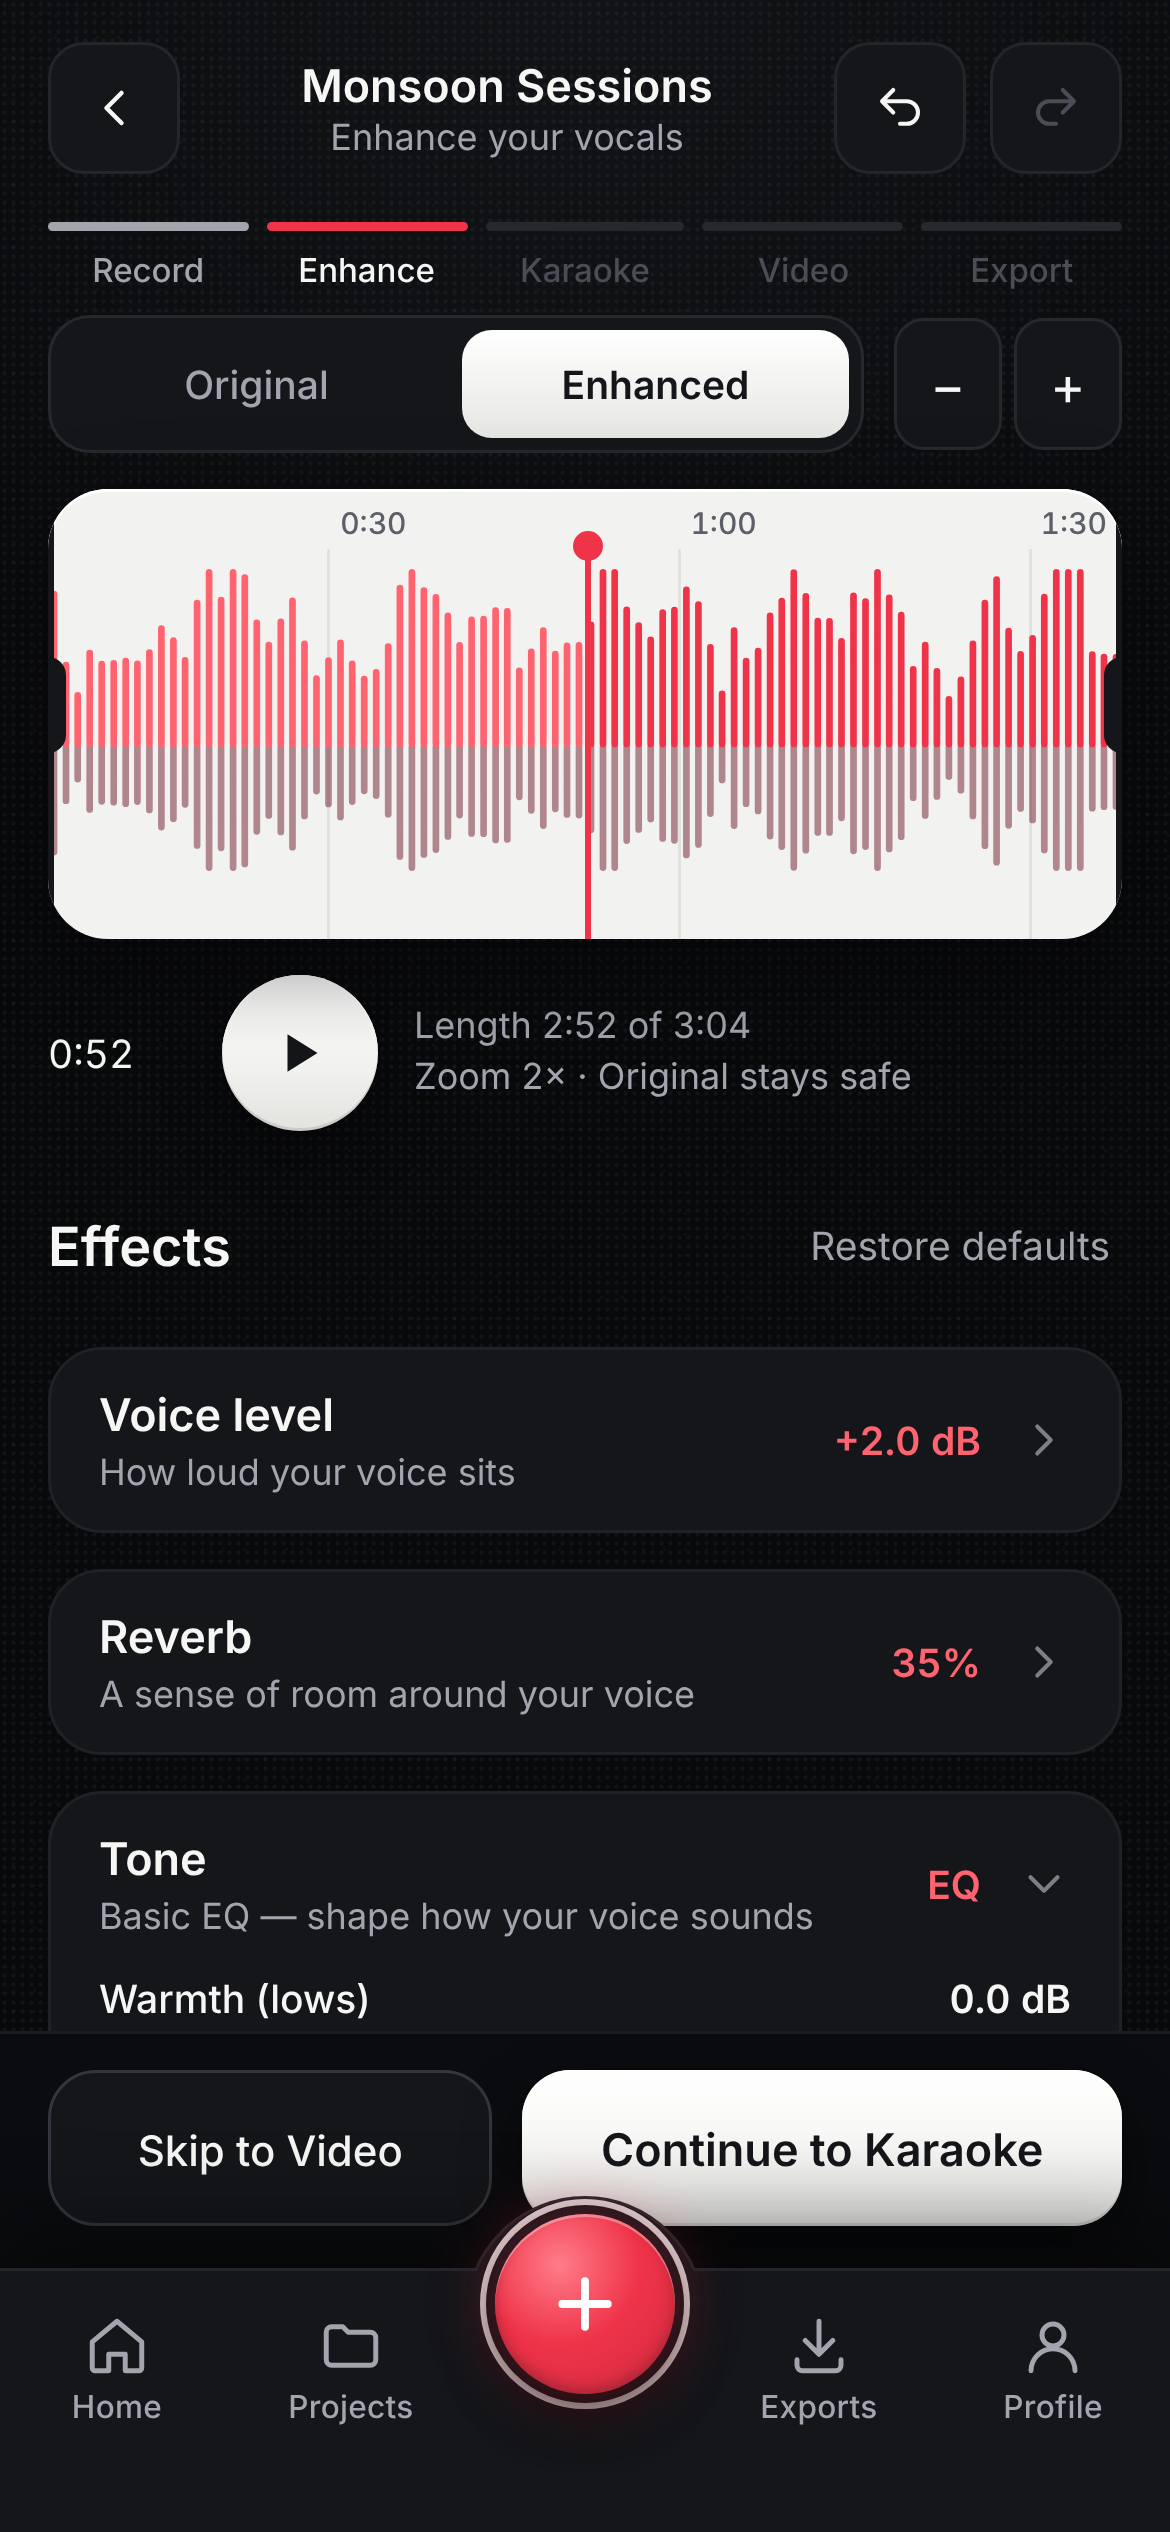 Monsoon Sessions
Enhance your vocals
Record
Enhance
Karaoke
Video
Export
Original
Enhanced
−
+
0:30
1:00
1:30
0:52
Length 2:52 of 3:04
Zoom 2× · Original stays safe
Effects
Restore defaults
Voice level
How loud your voice sits
+2.0 dB
Reverb
A sense of room around your voice
35%
Tone
Basic EQ — shape how your voice sounds
EQ
Warmth (lows)
0.0 dB
Skip to Video
Continue to Karaoke
Home
Projects
Exports
Profile